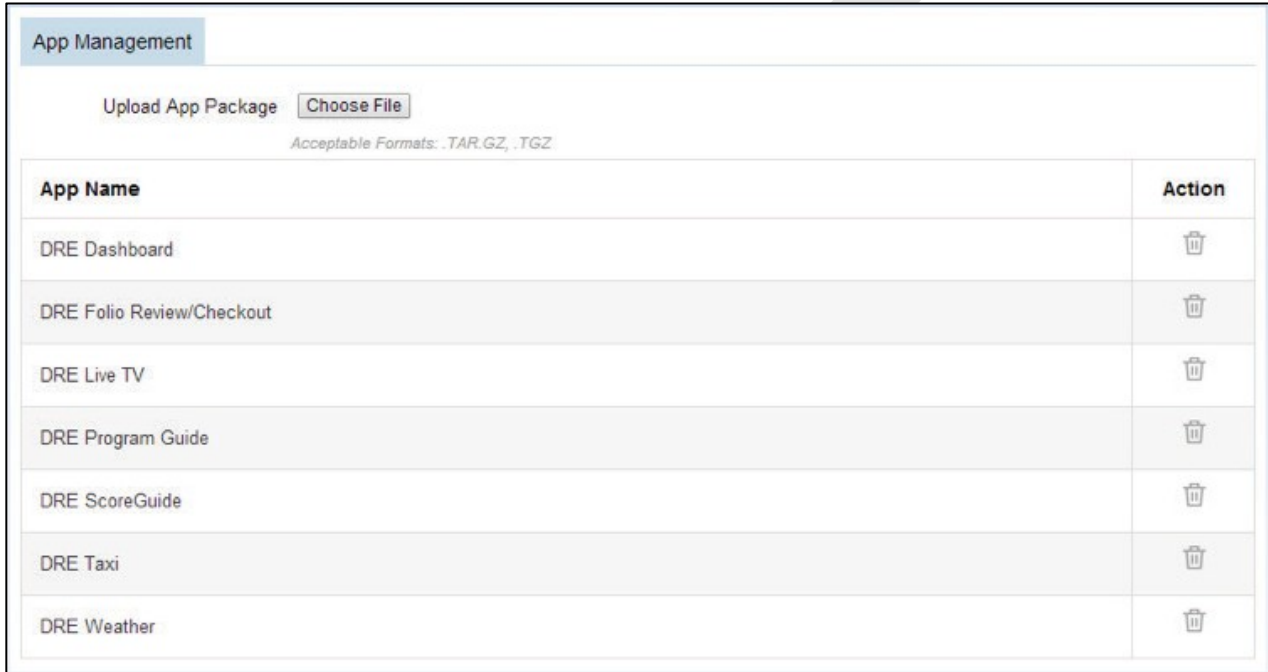 App Management
Upload App Package Choose File
Acceptable Formats: .TAR.GZ, .TGZ
App Name Action
DRE Dashboard
DRE Folio Review/Checkout
DRE Live TV
DRE Program Guide
DRE ScoreGuide
DRE Taxi
DRE Weather